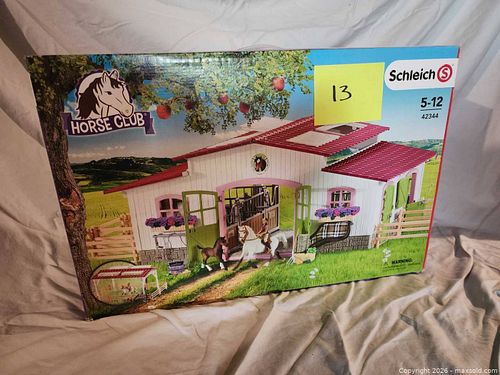 13
Schleich S
5-12
42344
HORSE CLUB
WARNING:
Copyright 2026 - maxsold.com